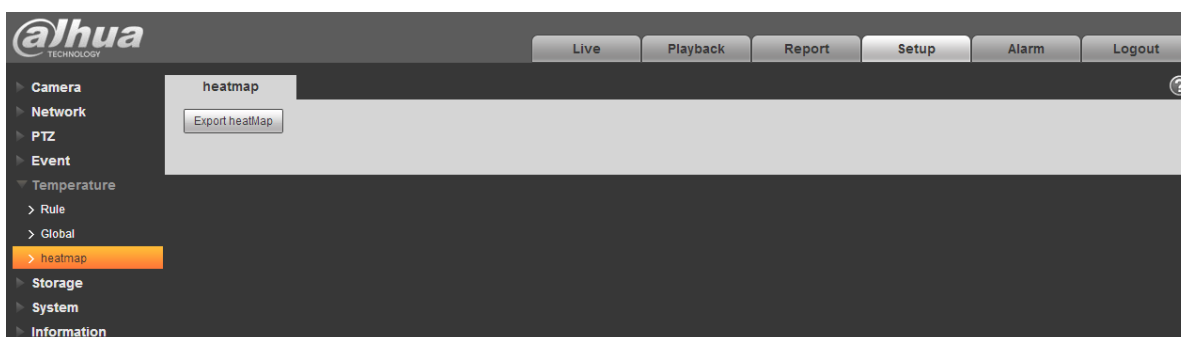 alhua
TECHNOLOGY
Live Playback Report Setup Alarm Logout
Camera
heatmap
?
Network
Export heatMap
PTZ
Event
Temperature
> Rule
> Global
> heatmap
Storage
System
Information